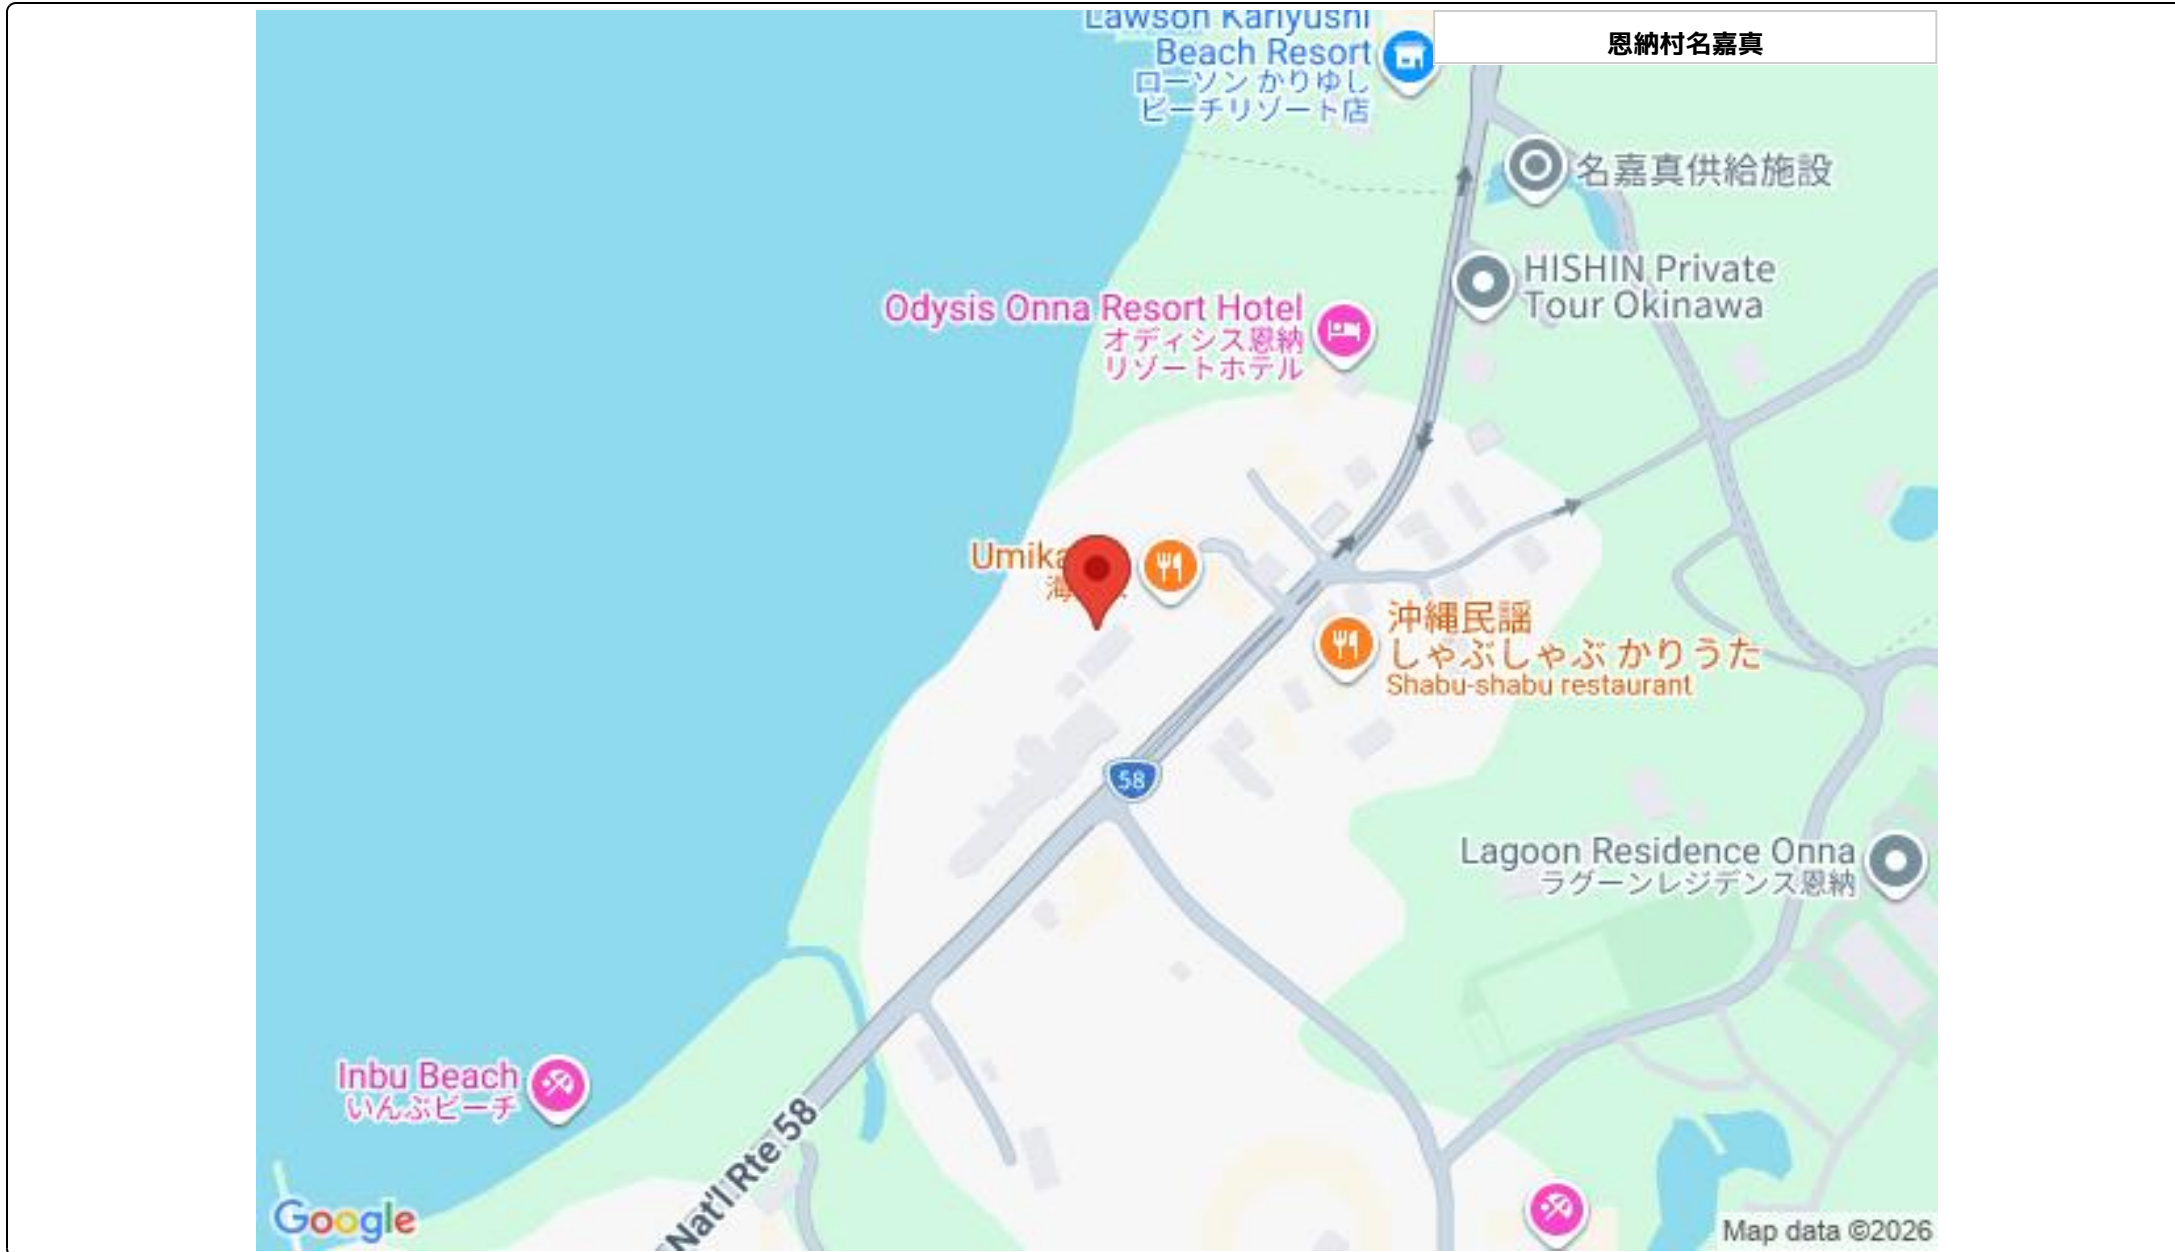 Lawson Kariyushi
Beach Resort
ローソン かりゆし
ビーチリゾート店
恩納村名嘉真
名嘉真供給施設
HISHIN Private
Tour Okinawa
Odysis Onna Resort Hotel
オディシス恩納
リゾートホテル
Umika
海
沖縄民謡
しゃぶしゃぶ かりうた
Shabu-shabu restaurant
58
Lagoon Residence Onna
ラグーンレジデンス恩納
Inbu Beach
いんぶビーチ
Nat'l Rte 58
Google
Map data ©2026